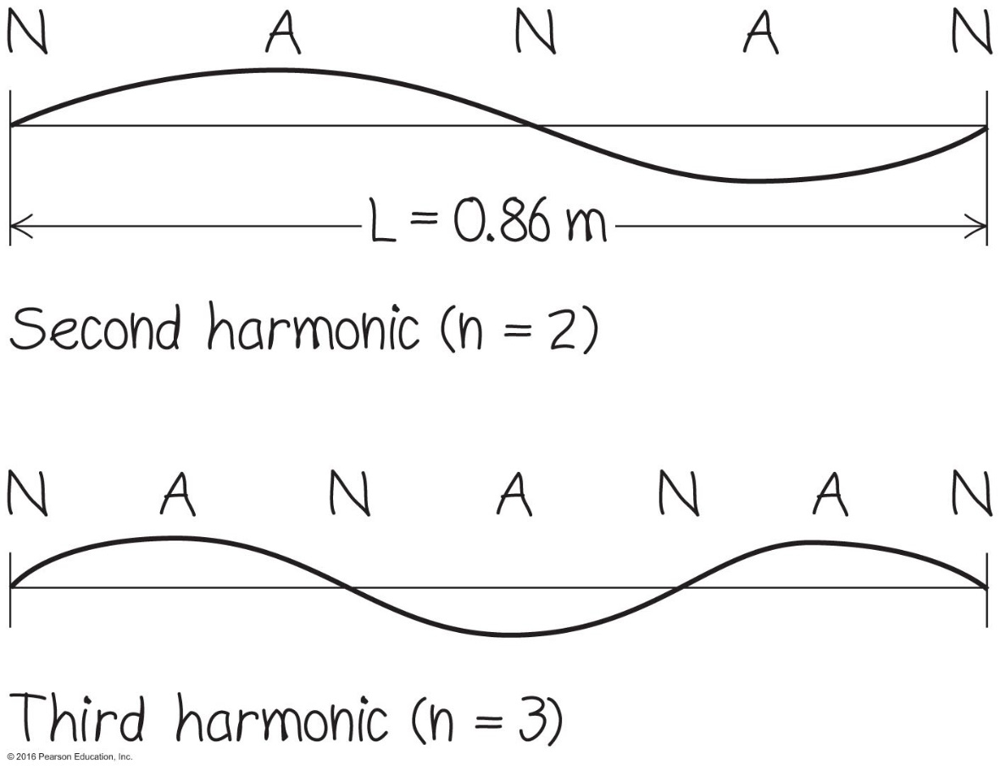 N A N A N
L = 0.86 m
Second harmonic (n = 2)
N A N A N A N
Third harmonic (n = 3)
© 2016 Pearson Education, Inc.